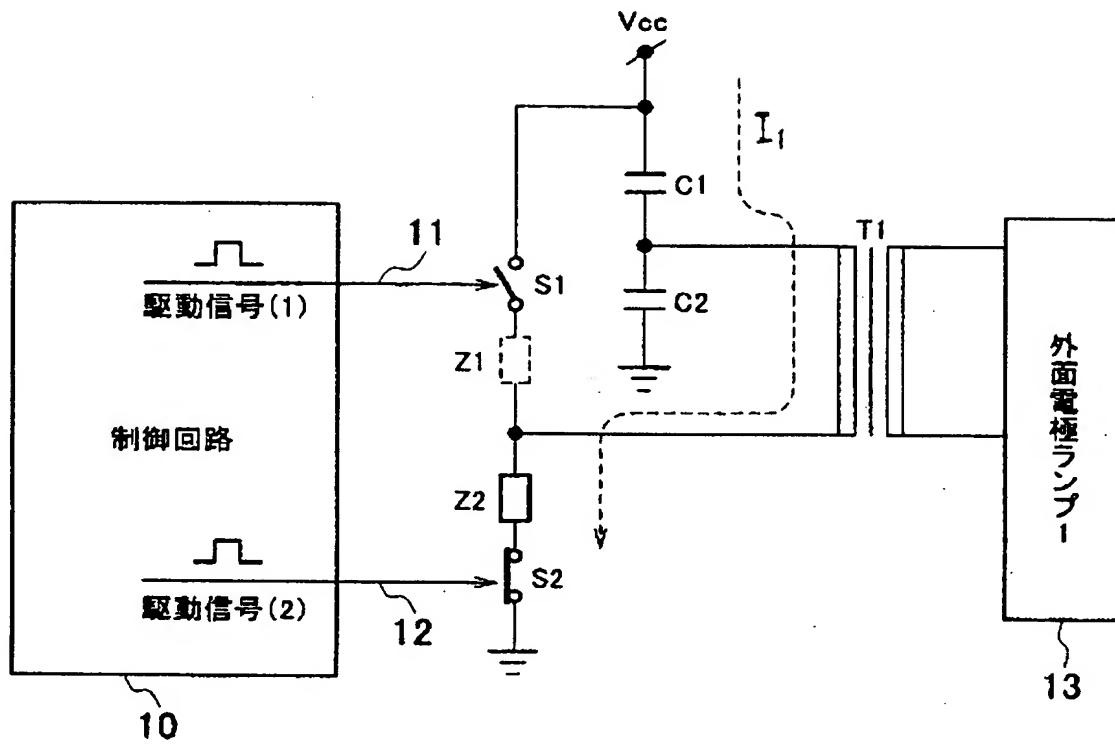 Vcc
I1
C1
11
T1
駆動信号(1)
S1
C2
Z1
制御回路
外面電極ランプ1
Z2
駆動信号(2)
S2
12
10
13